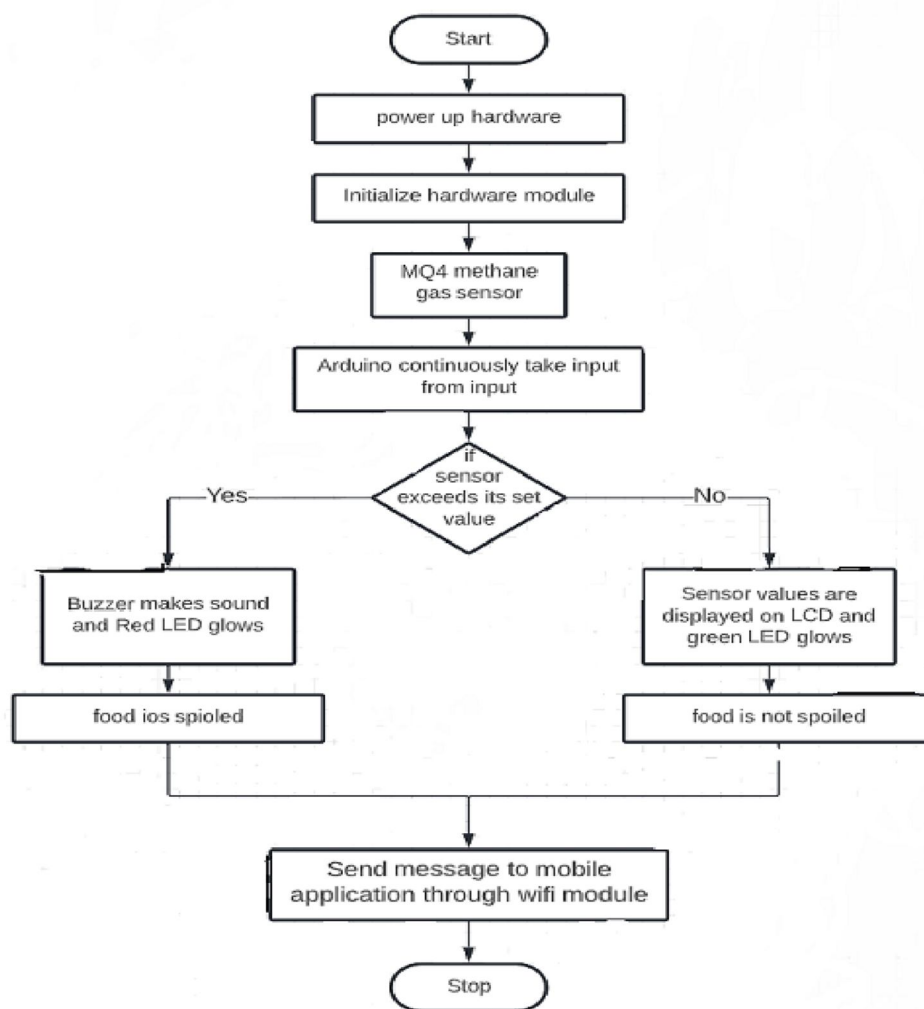 Start
power up hardware
Initialize hardware module
MQ4 methane
gas sensor
Arduino continuously take input
from input
if
sensor
exceeds its set
value
Yes
No
Buzzer makes sound
and Red LED glows
Sensor values are
displayed on LCD and
green LED glows
food ios spioled
food is not spoiled
Send message to mobile
application through wifi module
Stop